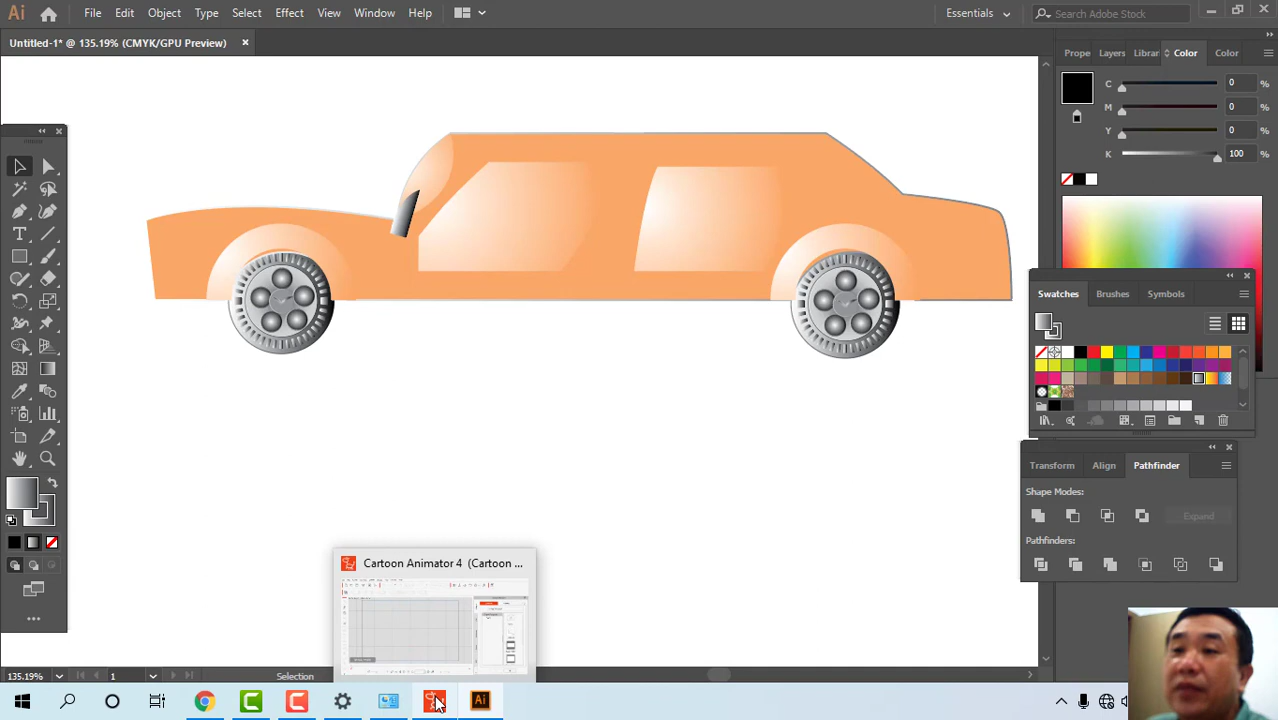 Ai File Edit Object Type Select Effect View Window Help Essentials Search Adobe Stock
Untitled-1* @ 135.19% (CMYK/GPU Preview)
Prope Layers Librar Color Color
C 0 %
M 0 %
Y 0 %
K 100 %
Swatches Brushes Symbols
Transform Align Pathfinder
Shape Modes:
Expand
Pathfinders:
Cartoon Animator 4 (Cartoon ...
135.19% 1 Selection
Ai